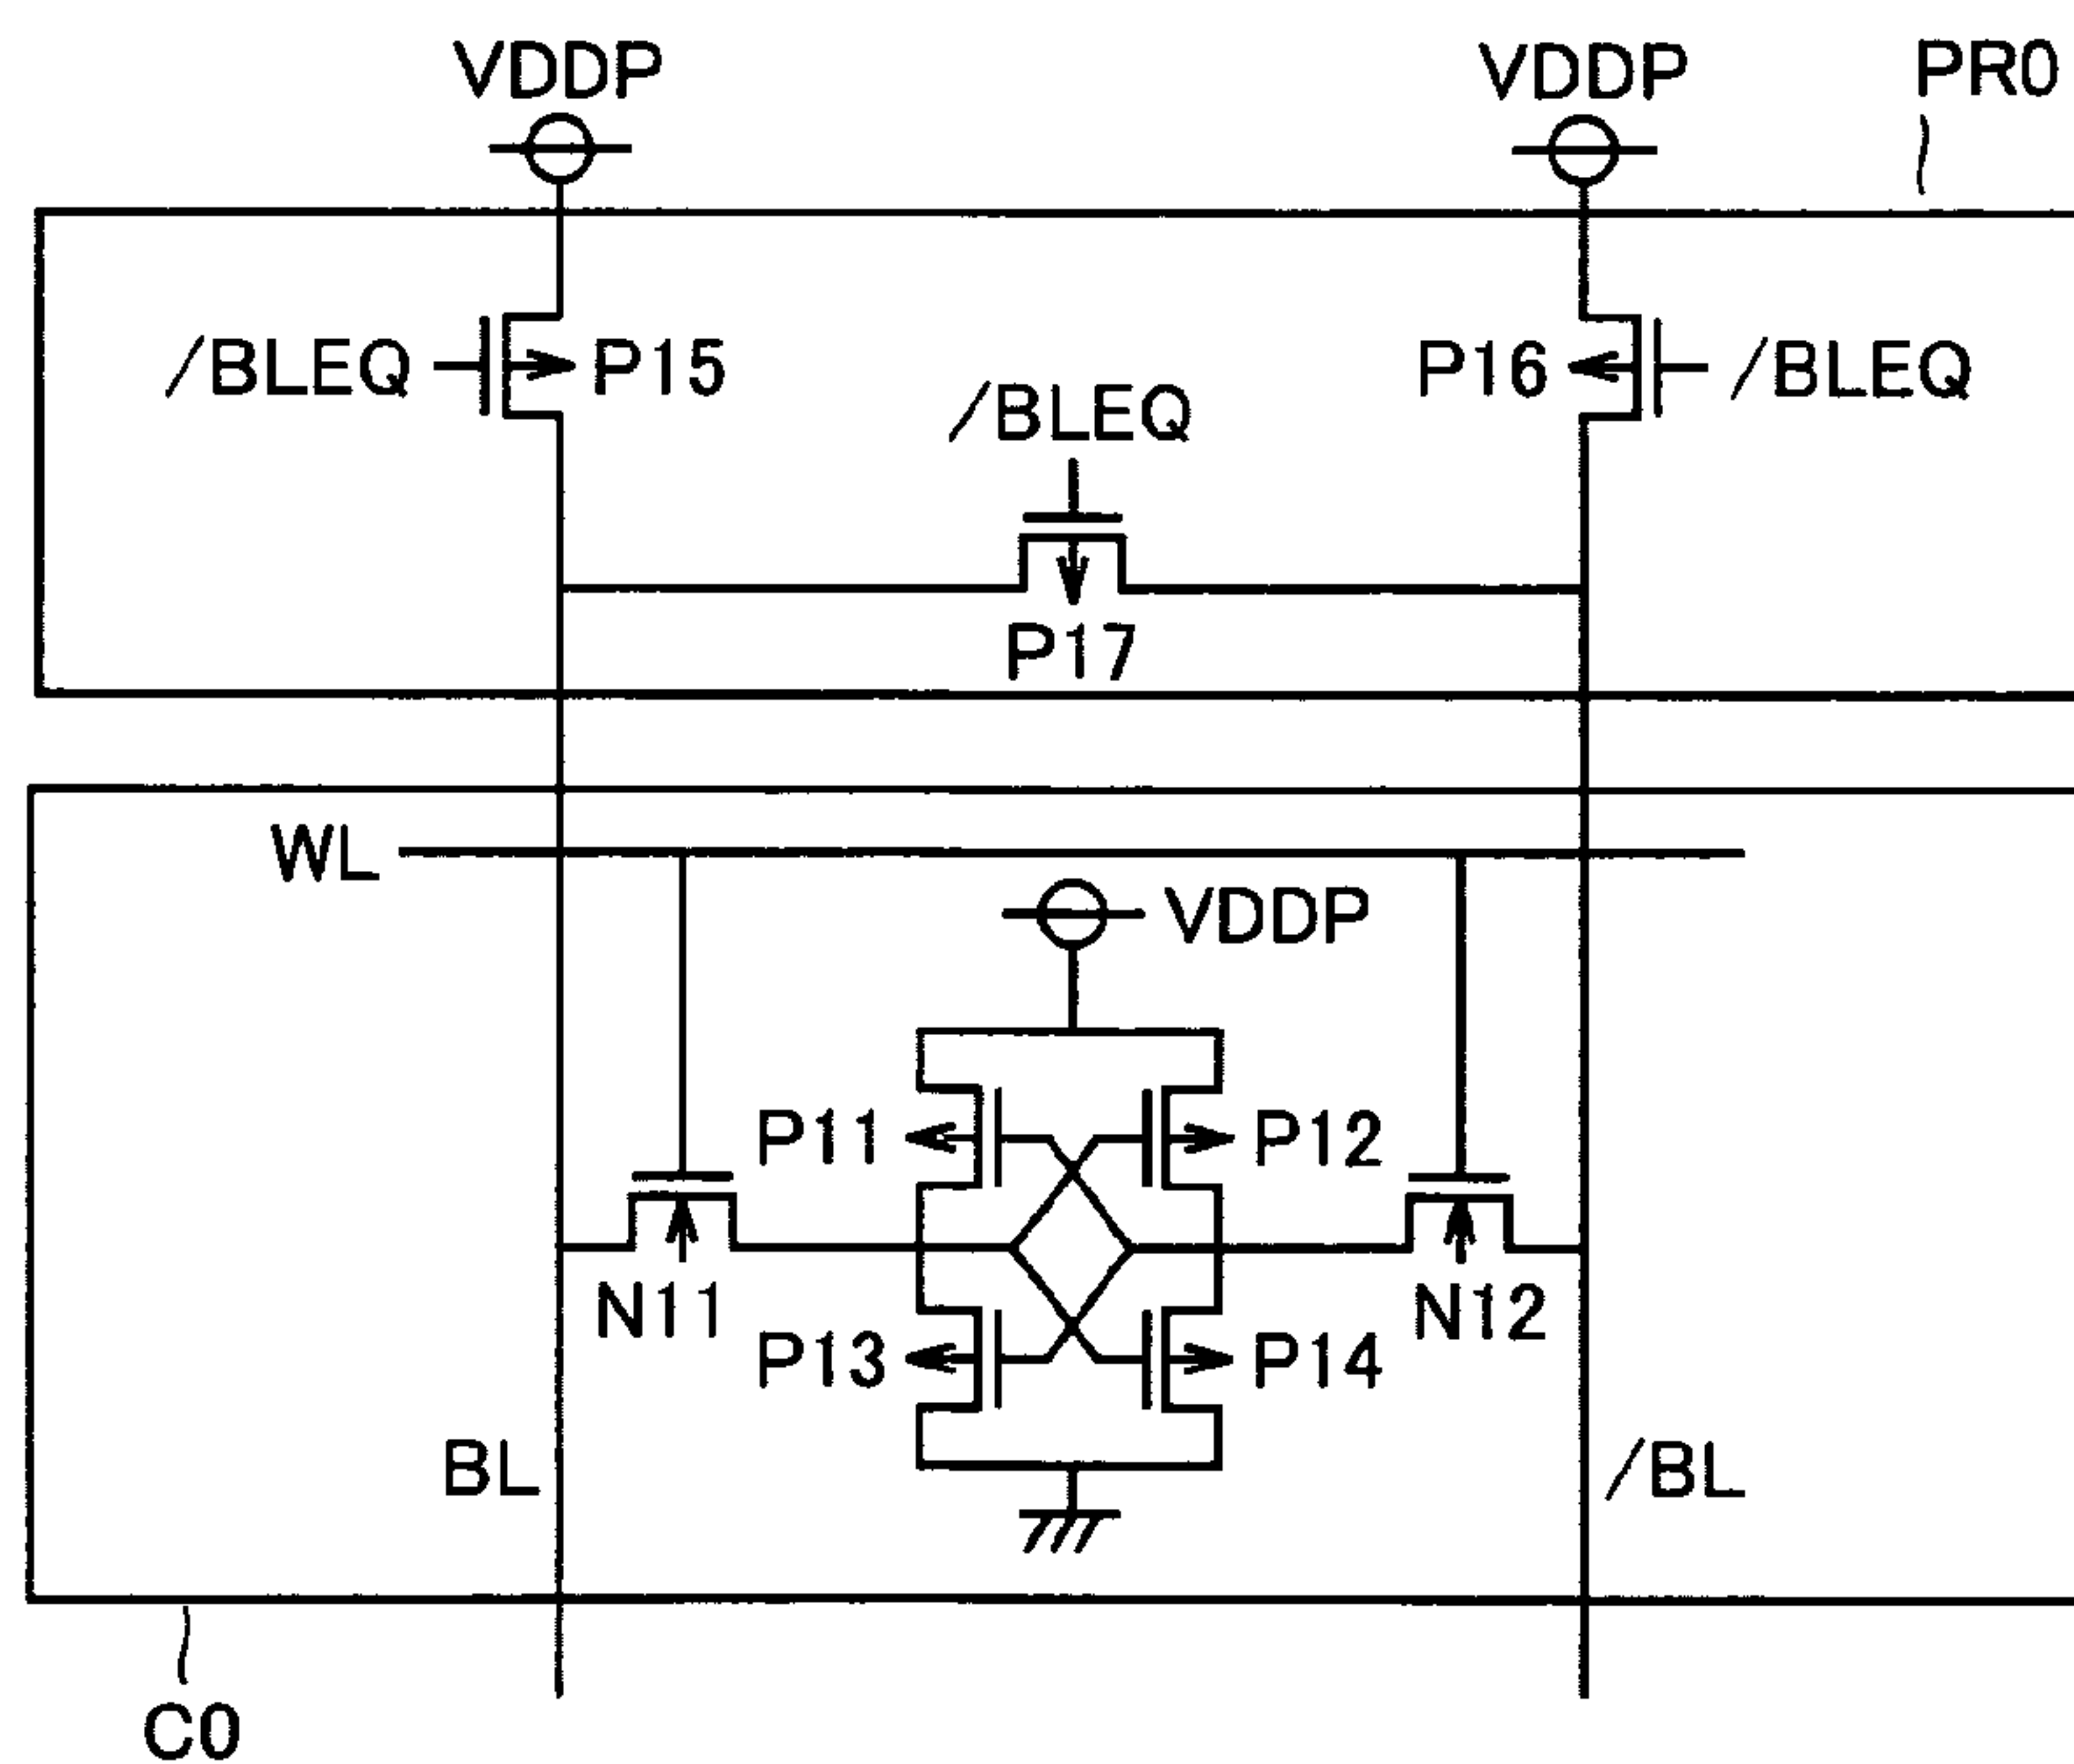 VDDP VDDP PR0
/BLEQ P15 P16 /BLEQ
/BLEQ
P17
WL
VDDP
P11 P12
N11 N12
P13 P14
BL /BL
C0